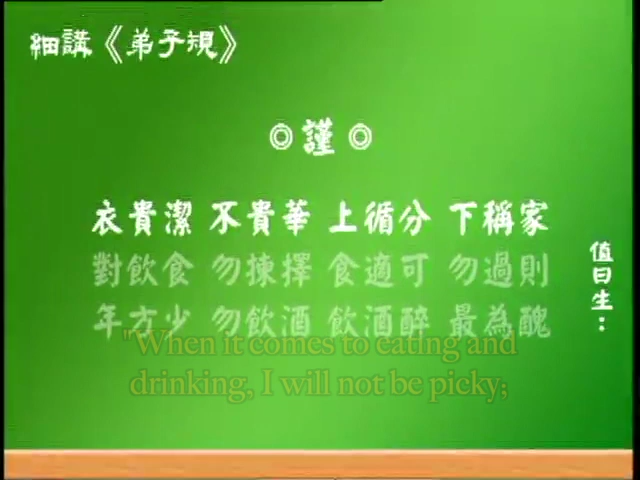 細講《弟子規》
◎謹◎
衣貴潔 不貴華 上循分 下稱家
對飲食 勿揀擇 食適可 勿過則
年方少 勿飲酒 飲酒醉 最為醜
值日生：
"When it comes to eating and
drinking, I will not be picky;